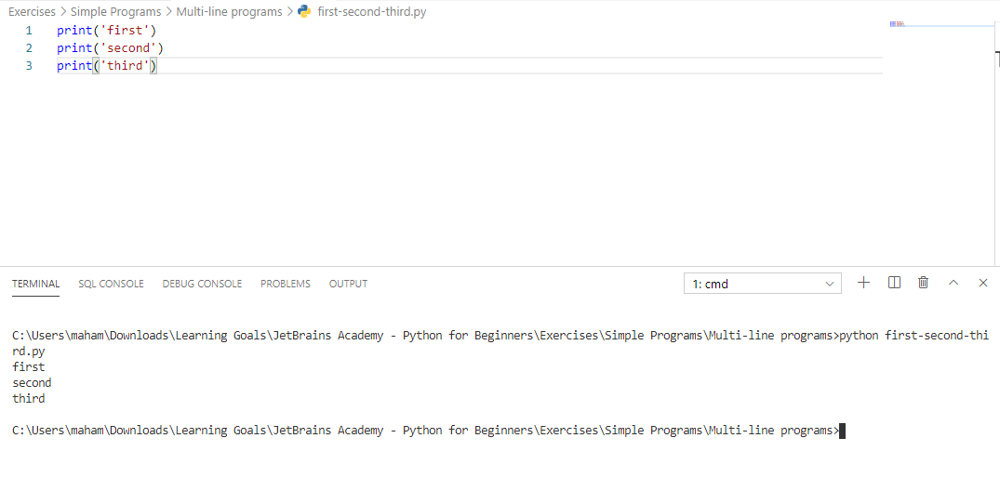 Exercises > Simple Programs > Multi-line programs > first-second-third.py
1 print('first')
2 print('second')
3 print('third')
TERMINAL SQL CONSOLE DEBUG CONSOLE PROBLEMS OUTPUT 1: cmd
C:\Users\maham\Downloads\Learning Goals\JetBrains Academy - Python for Beginners\Exercises\Simple Programs\Multi-line programs>python first-second-thi
rd.py
first
second
third
C:\Users\maham\Downloads\Learning Goals\JetBrains Academy - Python for Beginners\Exercises\Simple Programs\Multi-line programs>